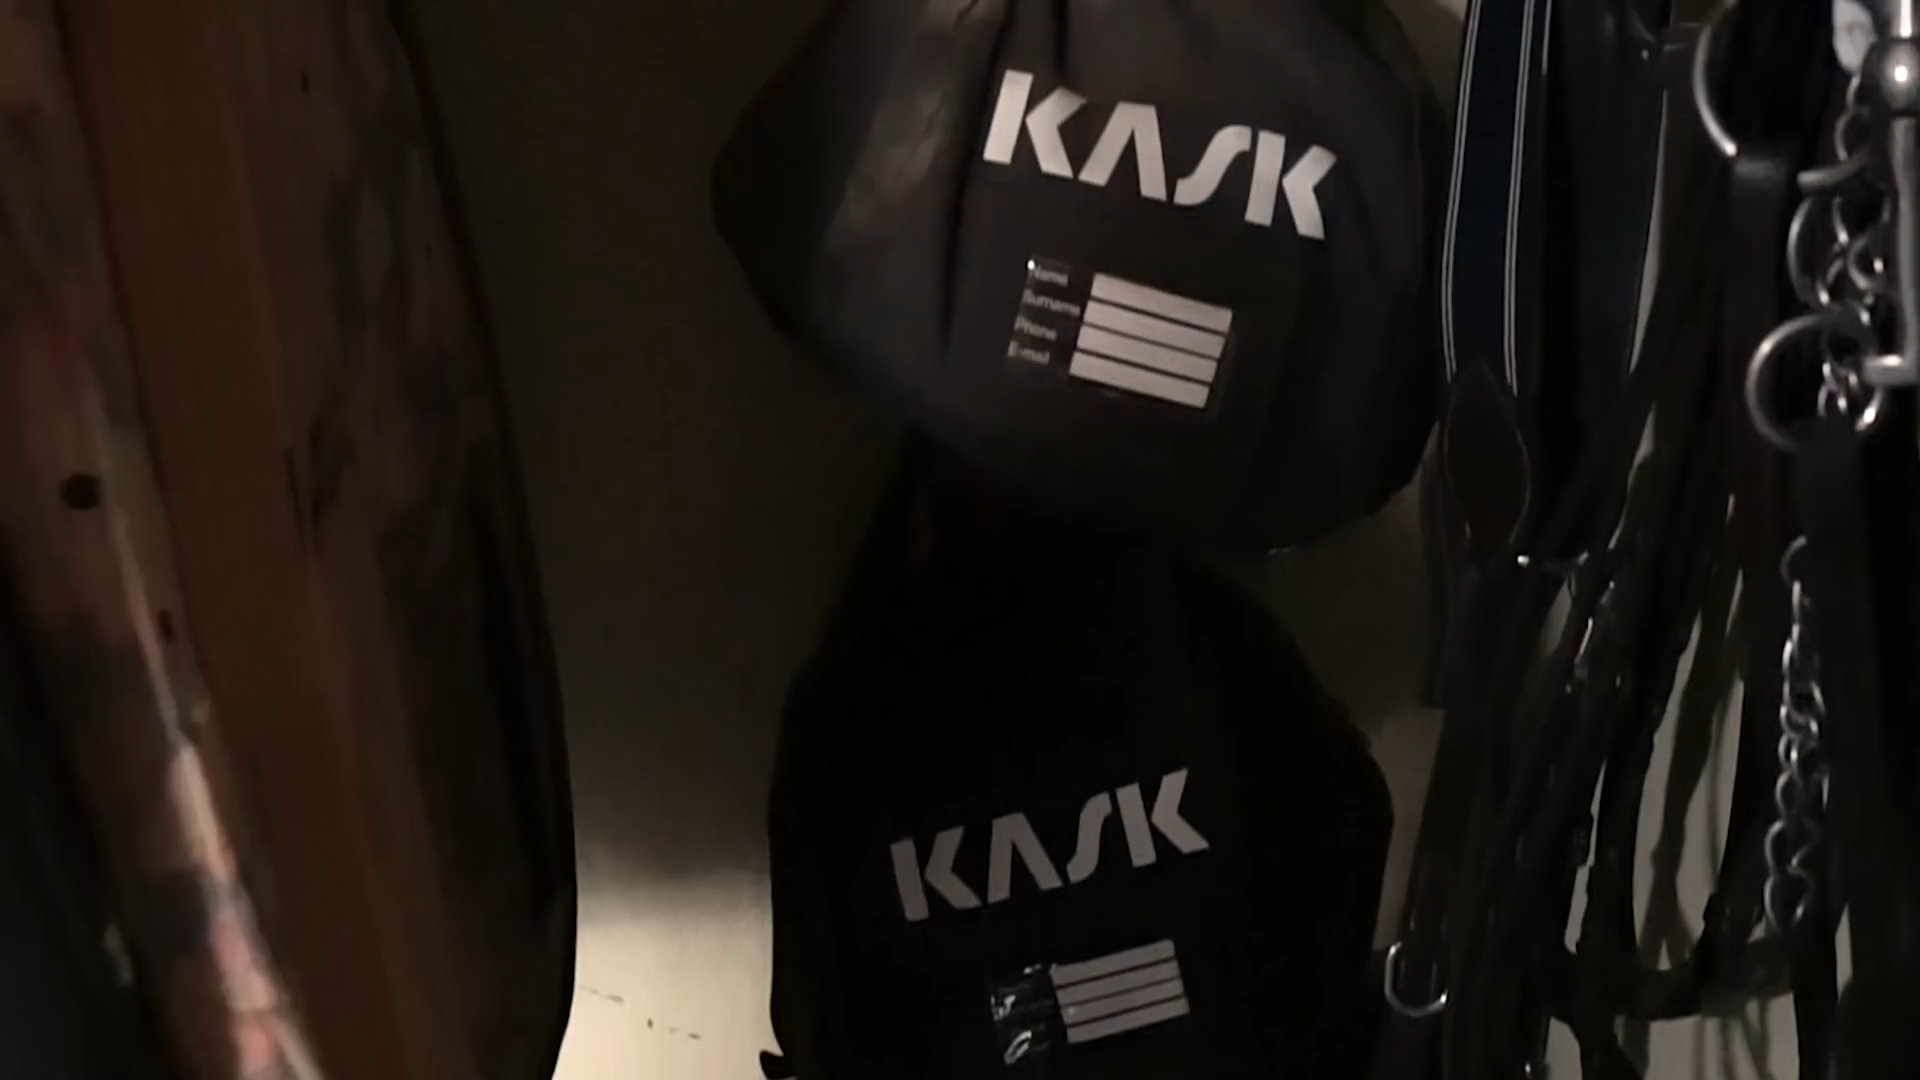 KASK
Name
Surname
Phone
E-mail
KASK